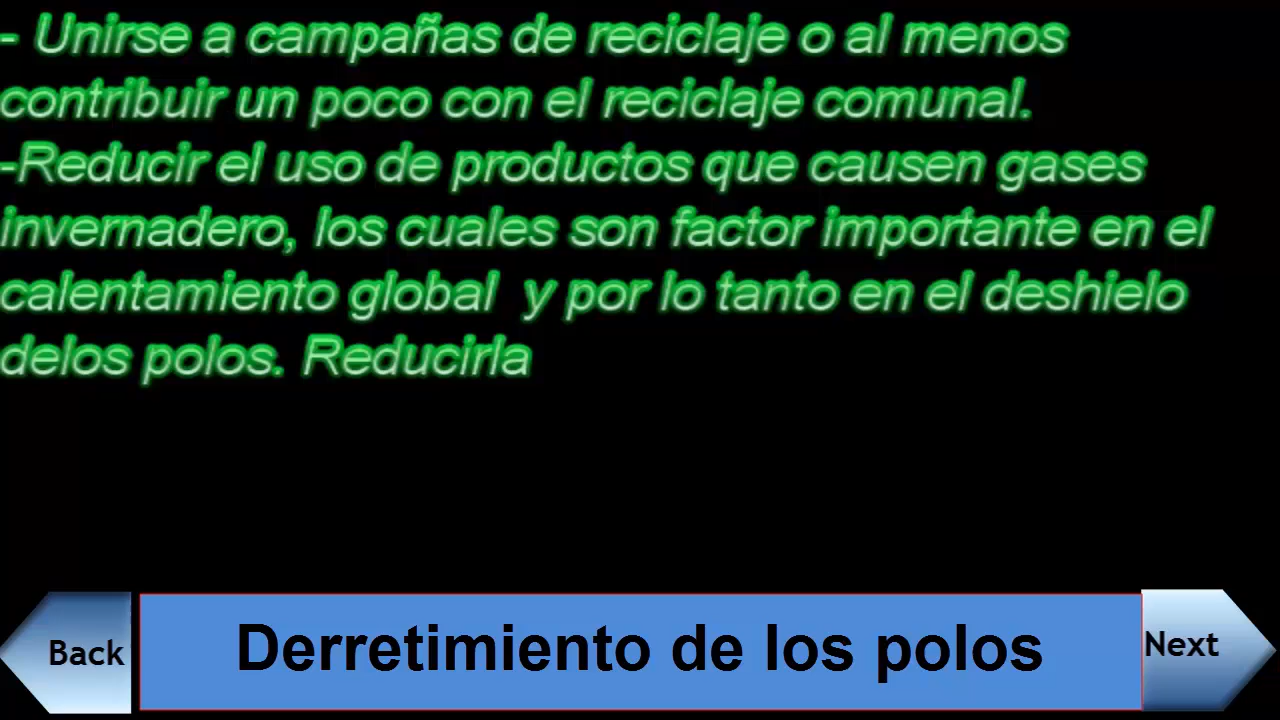 - Unirse a campañas de reciclaje o al menos
contribuir un poco con el reciclaje comunal.
-Reducir el uso de productos que causen gases
invernadero, los cuales son factor importante en el
calentamiento global y por lo tanto en el deshielo
delos polos. Reducirla
Back
Derretimiento de los polos
Next